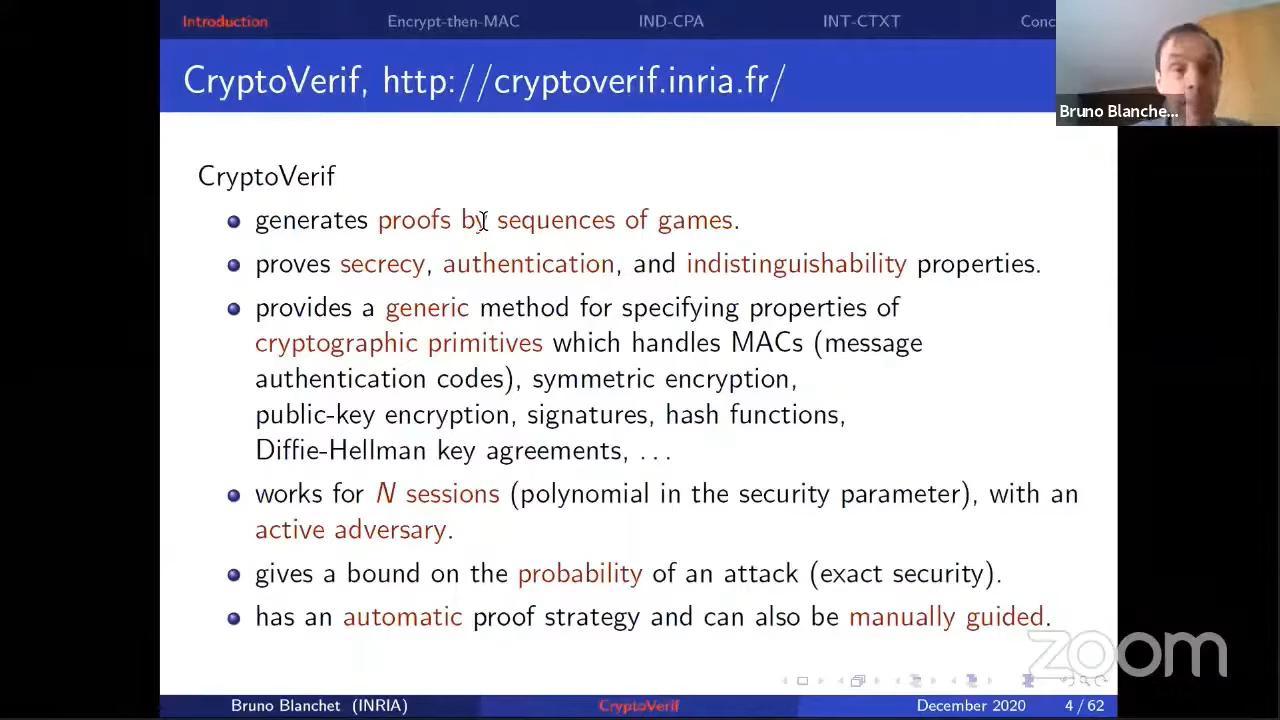 Introduction Encrypt-then-MAC IND-CPA INT-CTXT Conc
CryptoVerif, http://cryptoverif.inria.fr/
Bruno Blanche...
CryptoVerif
generates proofs by sequences of games.
proves secrecy, authentication, and indistinguishability properties.
provides a generic method for specifying properties of
cryptographic primitives which handles MACs (message
authentication codes), symmetric encryption,
public-key encryption, signatures, hash functions,
Diffie-Hellman key agreements, ...
works for N sessions (polynomial in the security parameter), with an
active adversary.
gives a bound on the probability of an attack (exact security).
has an automatic proof strategy and can also be manually guided.
zoom
Bruno Blanchet (INRIA) CryptoVerif December 2020 4 / 62